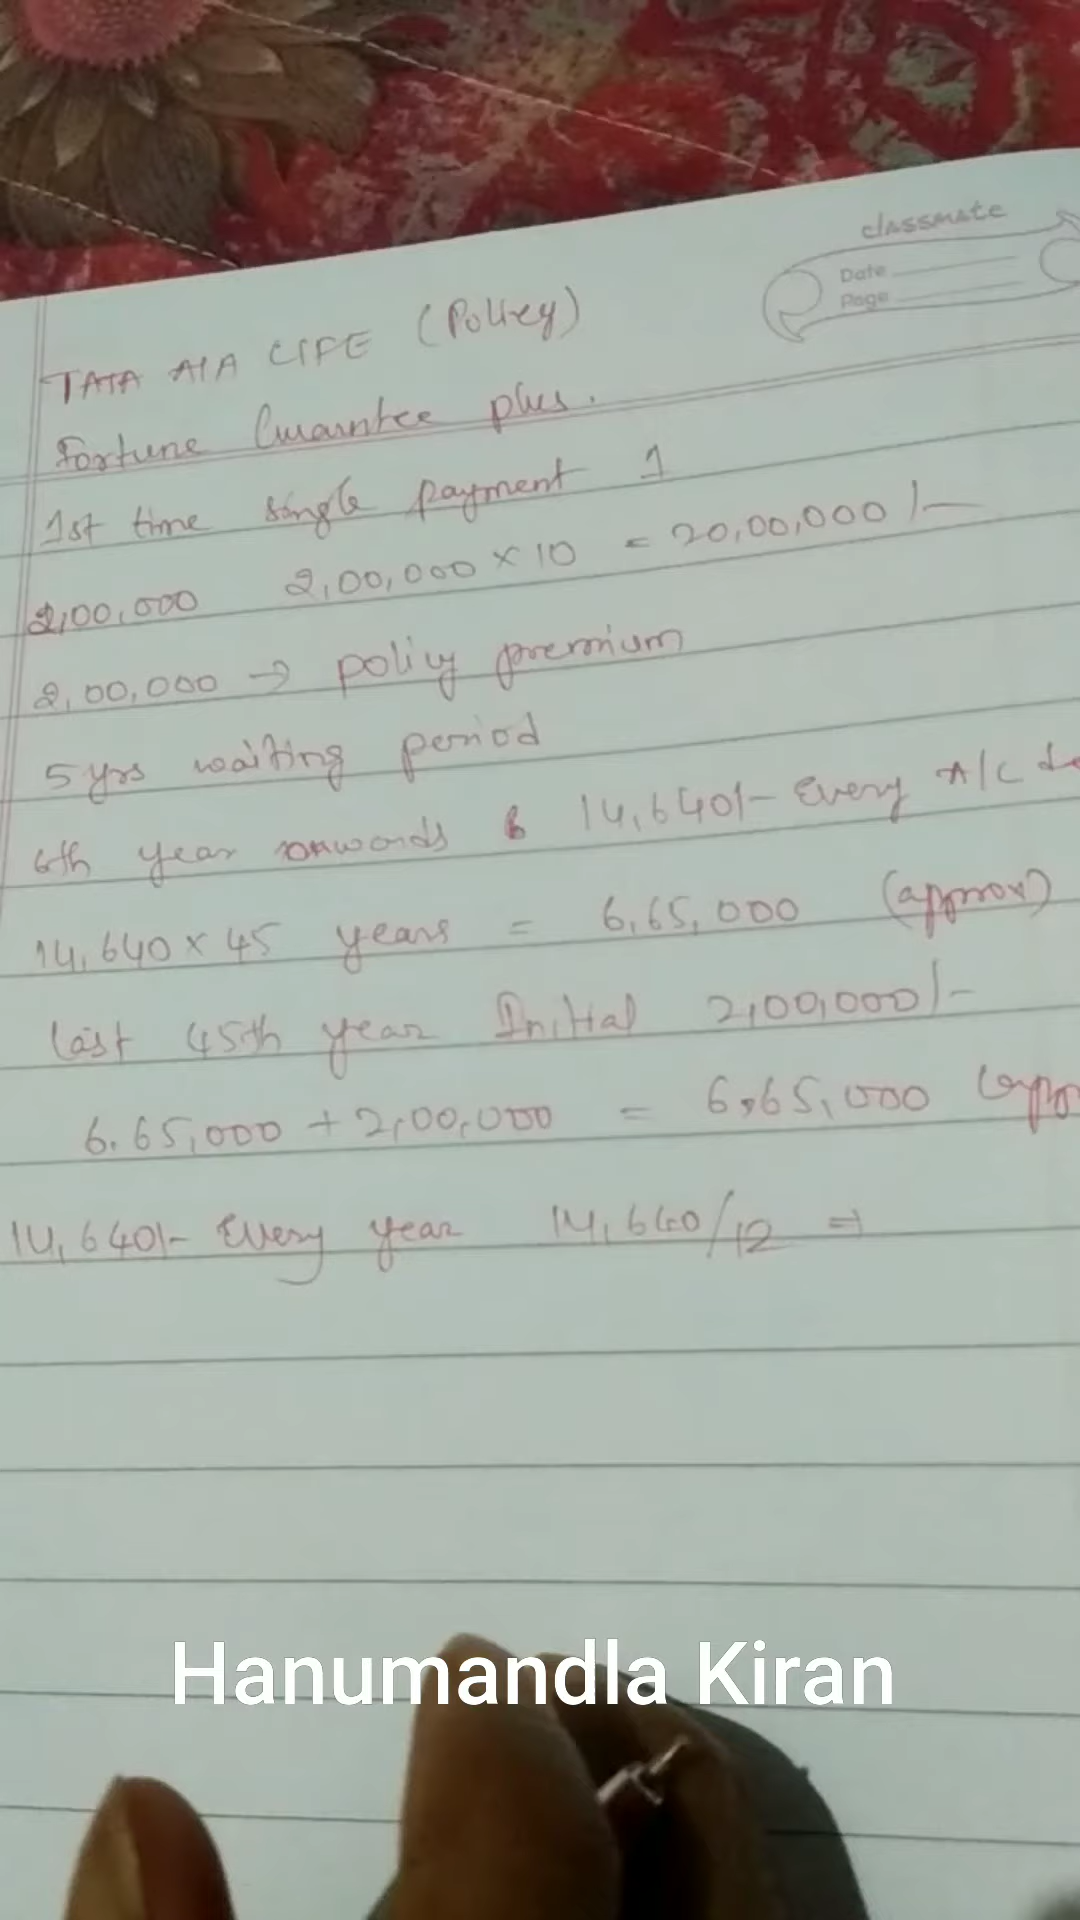 classmate
Date
Page
TATA AIA LIFE (Policy)
Fortune Guarantee plus.
1st time single payment 1
2,00,000 2,00,000 × 10 = 20,00,000/-
2,00,000 → policy premium
5 yrs waiting period
6th year onwards 14,640/- Every A/C
14,640 × 45 years = 6,65,000 (approx)
last 45th year Initial 2,00,000/-
6.65,000 + 2,00,000 = 6,65,000
14,640/- Every year 14,640/12 ⇒
Hanumandla Kiran